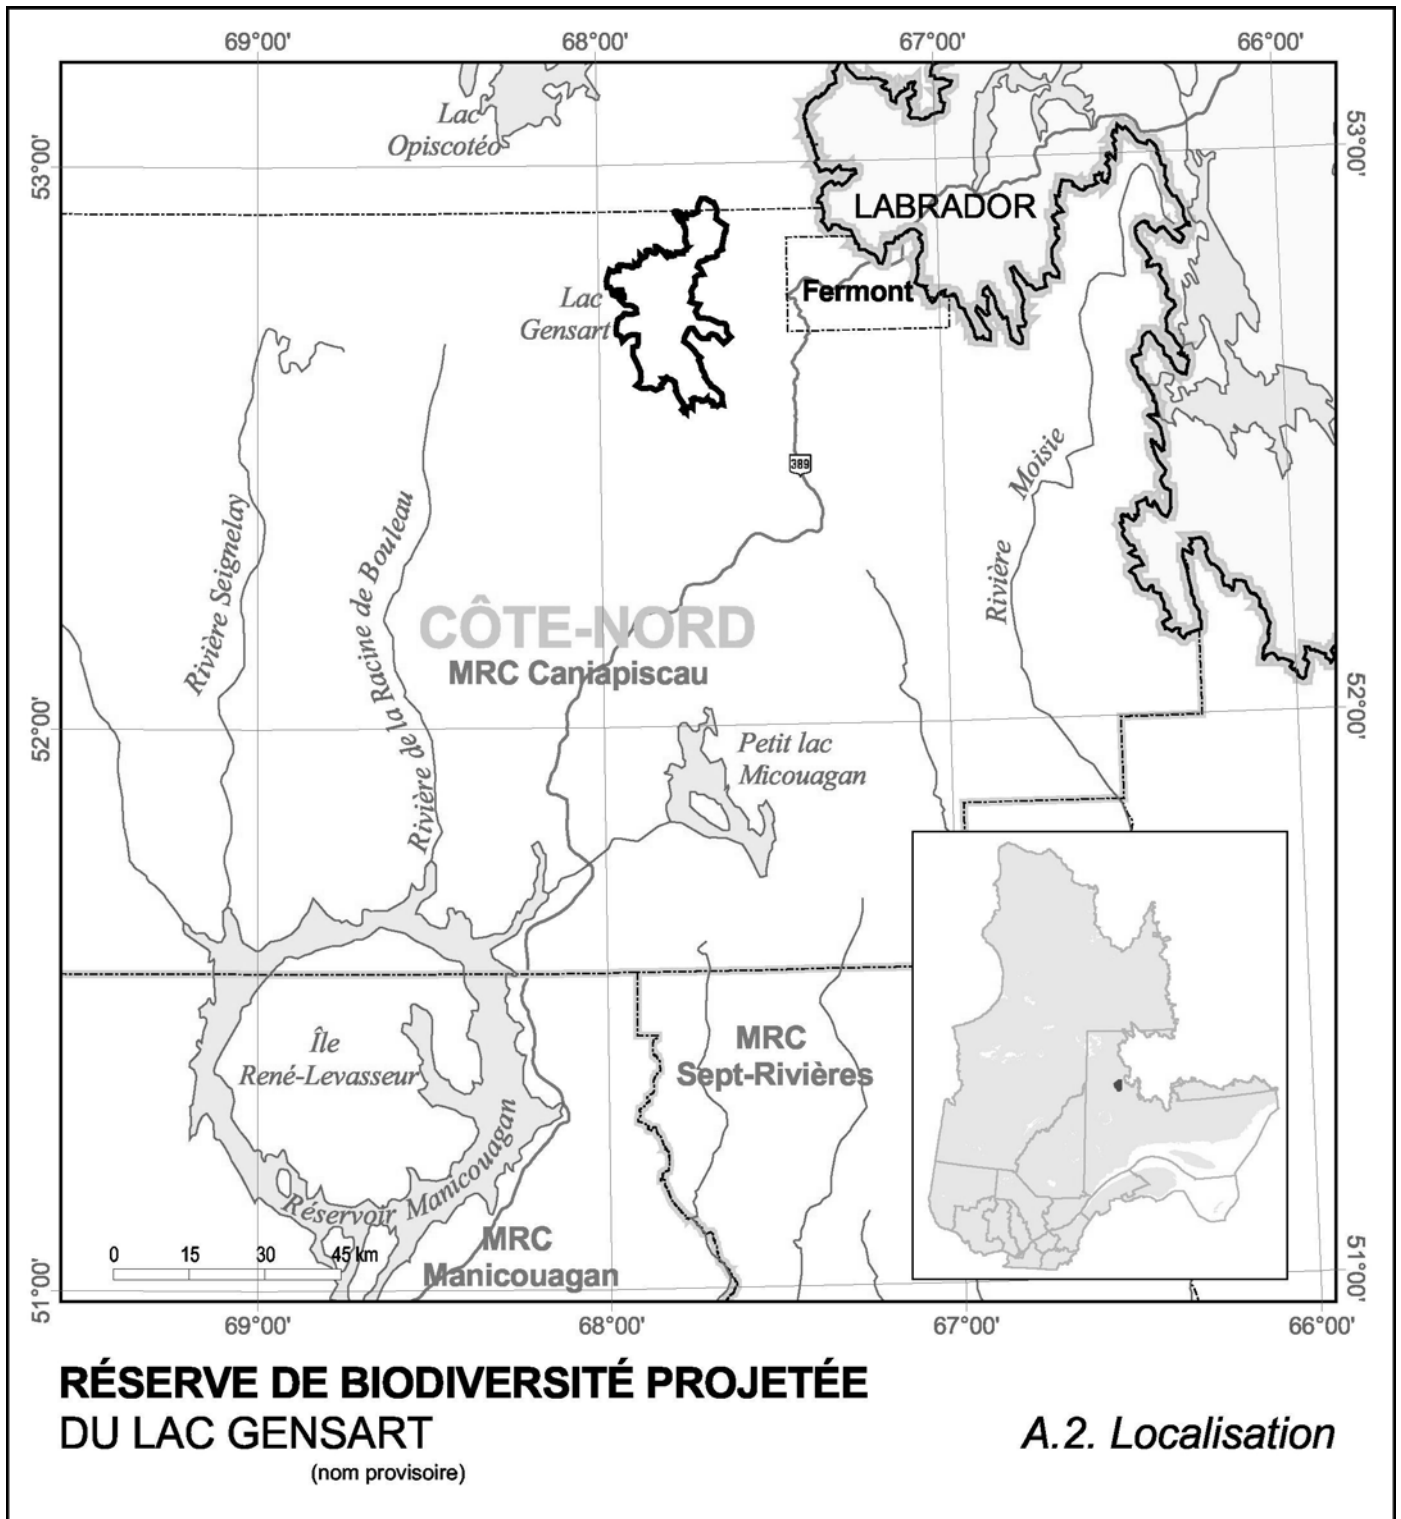 69°00'
68°00'
67°00'
66°00'
53°00'
53°00'
Lac
Opiscotéo
LABRADOR
Lac
Gensart
Fermont
389
Rivière Moisie
Rivière Seignelay
Rivière de la Racine de Bouleau
CÔTE-NORD
MRC Caniapiscau
52°00'
52°00'
Petit lac
Micouagan
Île
René-Levasseur
MRC
Sept-Rivières
Réservoir Manicouagan
MRC
Manicouagan
0 15 30 45 km
51°00'
51°00'
69°00'
68°00'
67°00'
66°00'
RÉSERVE DE BIODIVERSITÉ PROJETÉE
DU LAC GENSART
(nom provisoire)
A.2. Localisation